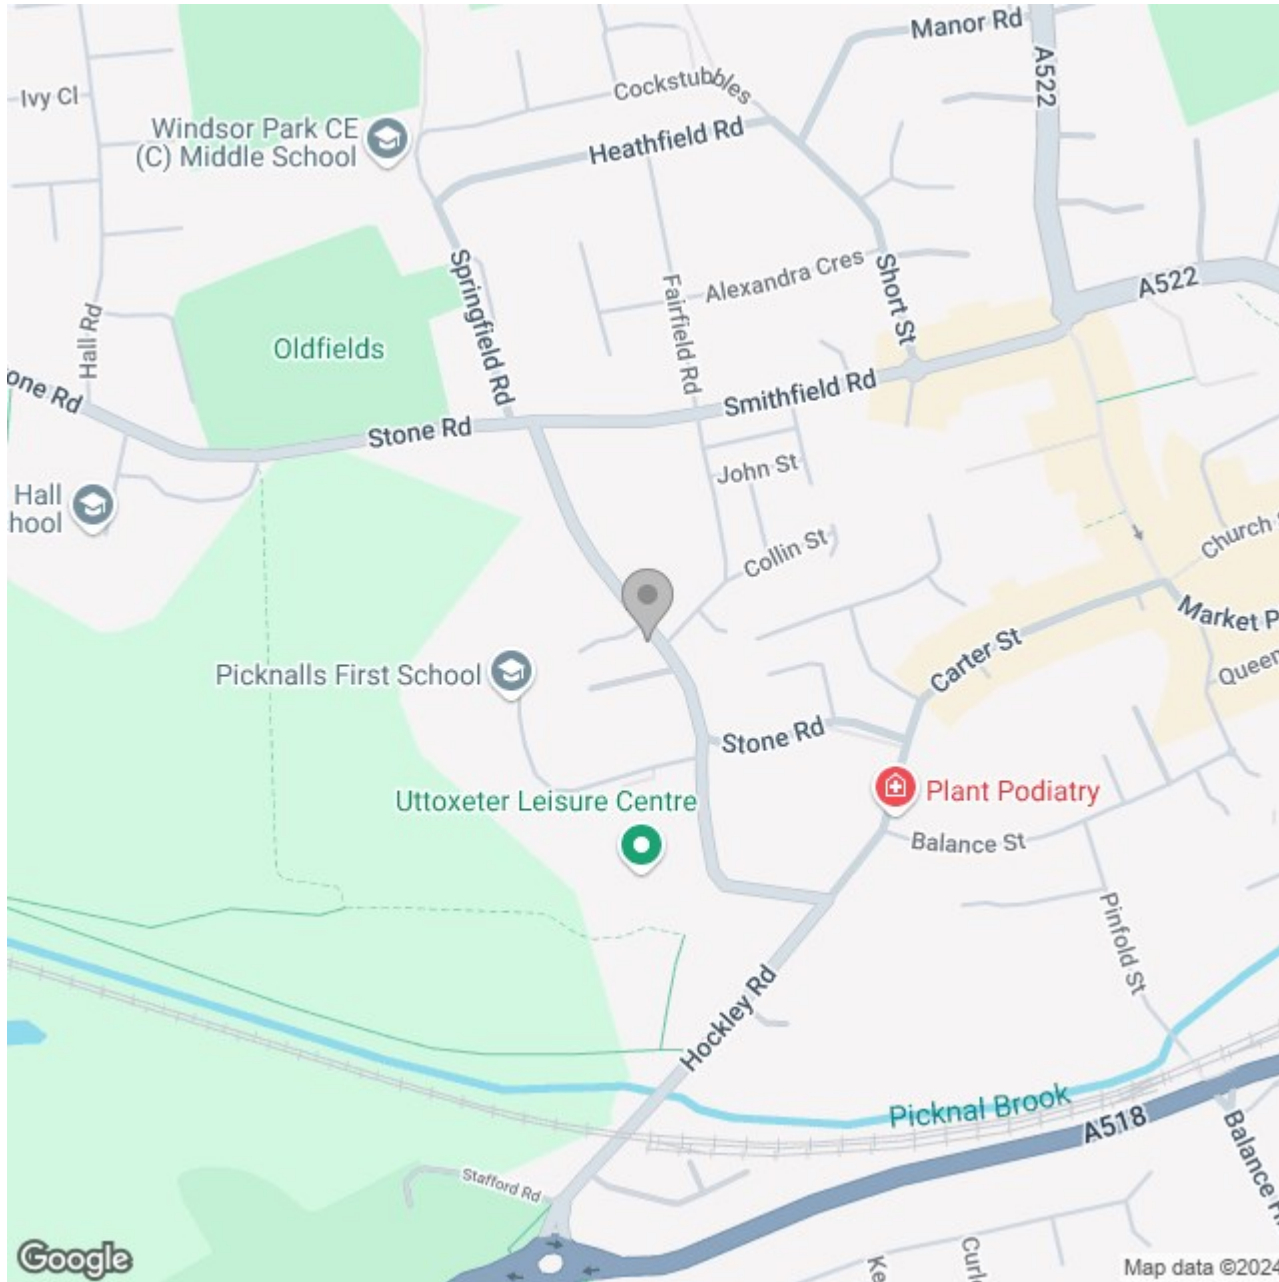 Manor Rd
A522
Ivy Cl
Cockstubbles
Windsor Park CE
(C) Middle School
Heathfield Rd
Springfield Rd
Alexandra Cres
Short St
A522
Fairfield Rd
Hall Rd
Oldfields
one Rd
Smithfield Rd
Stone Rd
John St
Hall
hool
Collin St
Church
Market P
Carter St
Queen
Picknalls First School
Stone Rd
Plant Podiatry
Uttoxeter Leisure Centre
Balance St
Pinfold St
Hockley Rd
Picknal Brook
A518
Balance H
Stafford Rd
Ke
Curl
Google
Map data ©2024